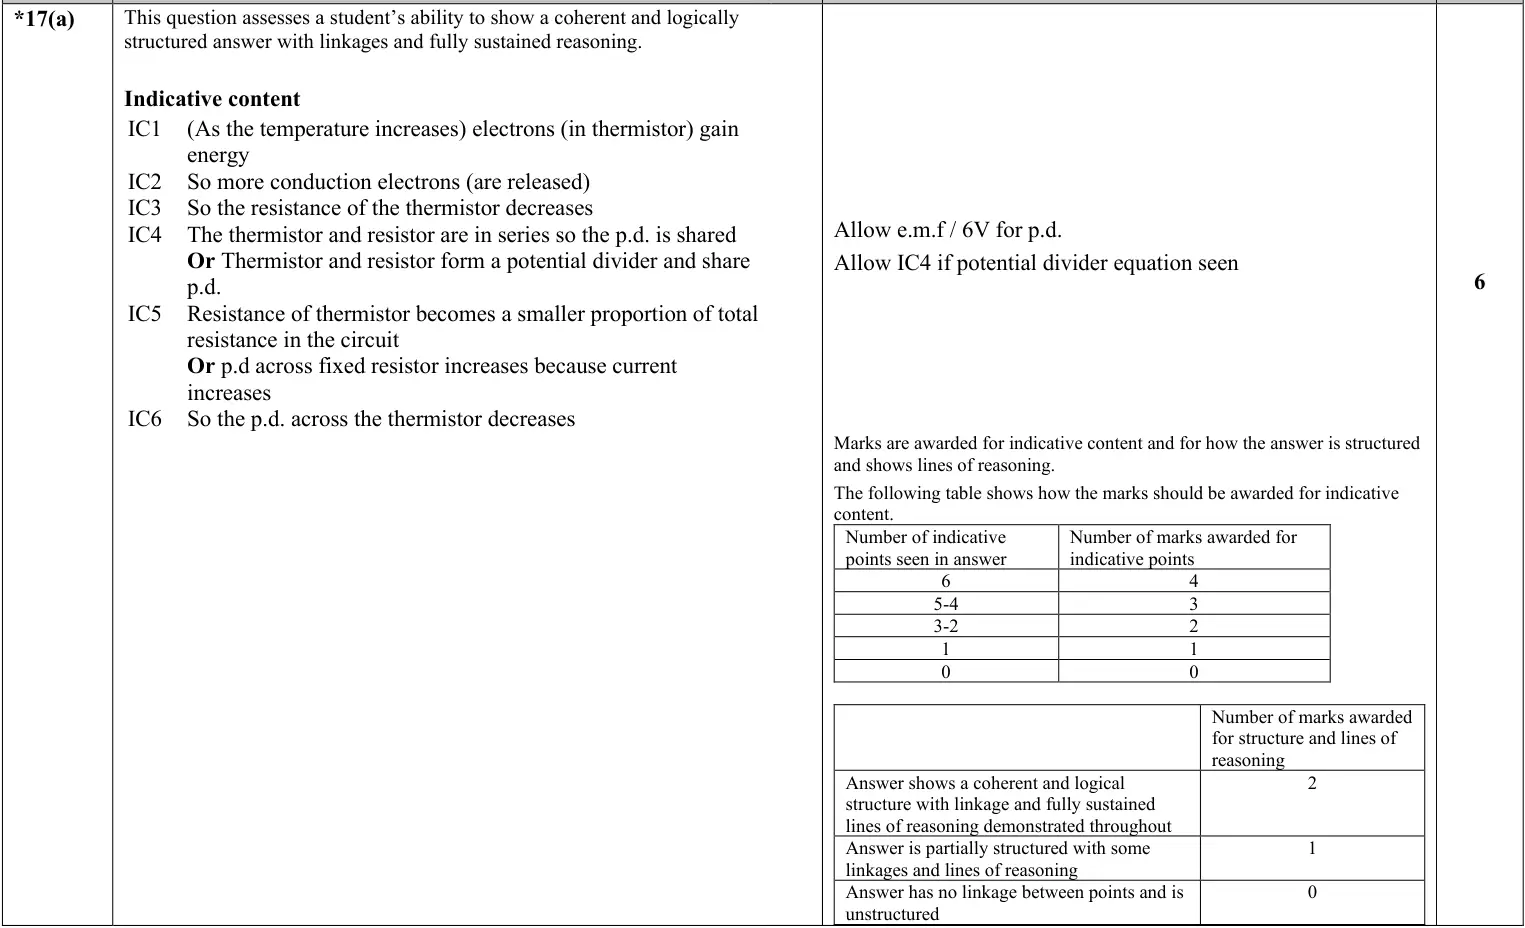 *17(a)
This question assesses a student’s ability to show a coherent and logically
structured answer with linkages and fully sustained reasoning.
Indicative content
IC1 (As the temperature increases) electrons (in thermistor) gain
energy
IC2 So more conduction electrons (are released)
IC3 So the resistance of the thermistor decreases
IC4 The thermistor and resistor are in series so the p.d. is shared
Or Thermistor and resistor form a potential divider and share
p.d.
IC5 Resistance of thermistor becomes a smaller proportion of total
resistance in the circuit
Or p.d across fixed resistor increases because current
increases
IC6 So the p.d. across the thermistor decreases
Allow e.m.f / 6V for p.d.
Allow IC4 if potential divider equation seen
Marks are awarded for indicative content and for how the answer is structured
and shows lines of reasoning.
The following table shows how the marks should be awarded for indicative
content.
Number of indicative
points seen in answer
Number of marks awarded for
indicative points
6 4
5-4 3
3-2 2
1 1
0 0
Number of marks awarded
for structure and lines of
reasoning
Answer shows a coherent and logical
structure with linkage and fully sustained
lines of reasoning demonstrated throughout
2
Answer is partially structured with some
linkages and lines of reasoning
1
Answer has no linkage between points and is
unstructured
0
6